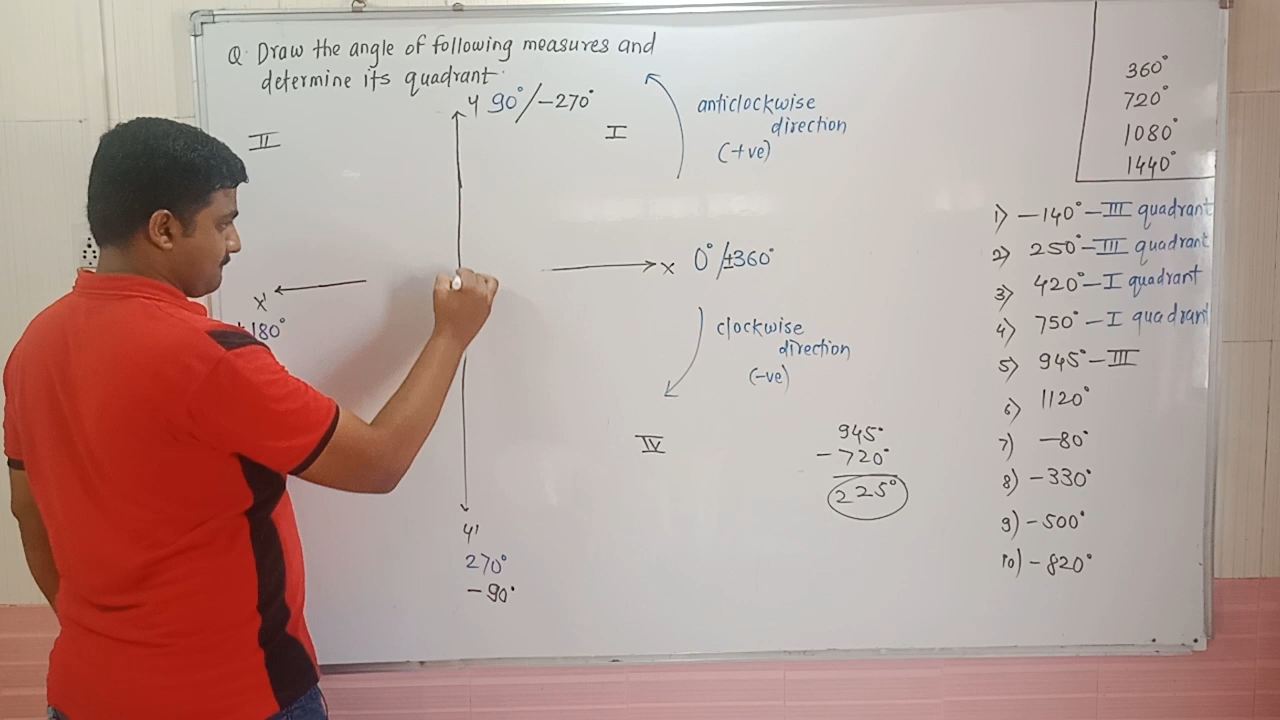 Q. Draw the angle of following measures and
determine its quadrant.
Y 90°/-270°
II
I
anticlockwise
direction
(+ve)
X 0°/±360°
X'
180°
clockwise
direction
(-ve)
IV
Y'
270°
-90°
945°
-720°
225°
360°
720°
1080°
1440°
1) -140° - III quadrant
2) 250° - III quadrant
3) 420° - I quadrant
4) 750° - I quadrant
5) 945° - III
6) 1120°
7) -80°
8) -330°
9) -500°
10) -820°